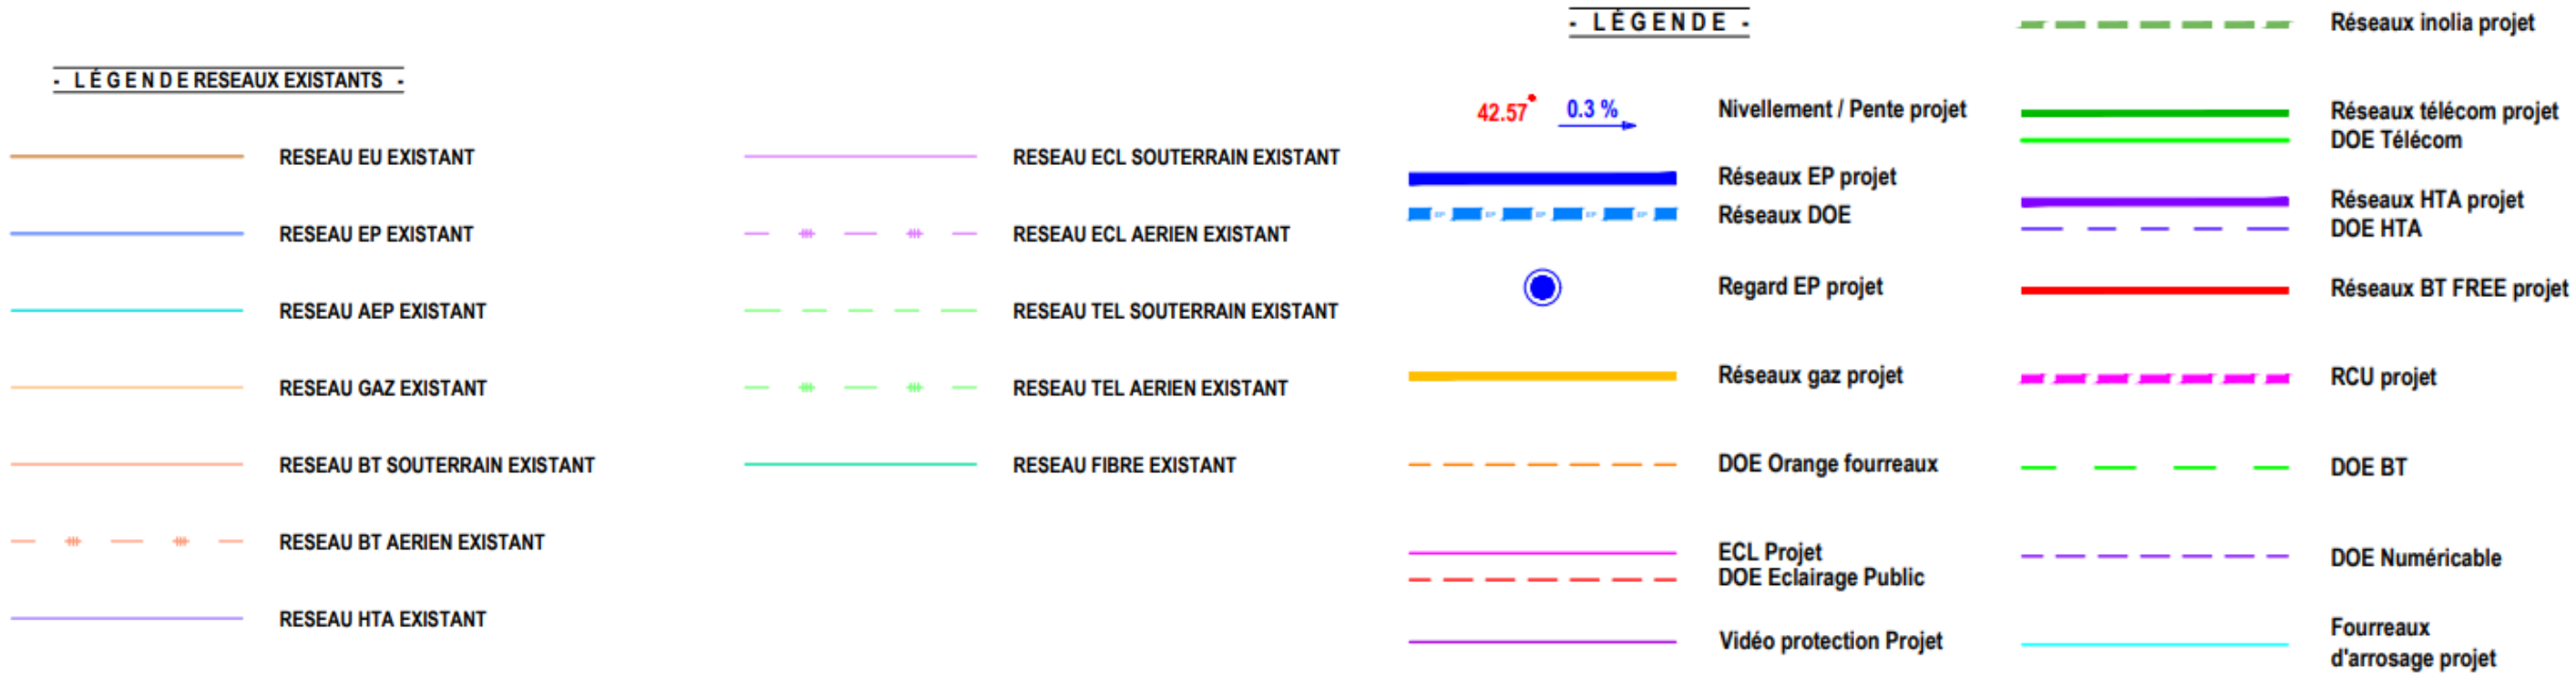 - LÉGENDE RESEAUX EXISTANTS -
RESEAU EU EXISTANT
RESEAU EP EXISTANT
RESEAU AEP EXISTANT
RESEAU GAZ EXISTANT
RESEAU BT SOUTERRAIN EXISTANT
RESEAU BT AERIEN EXISTANT
RESEAU HTA EXISTANT
RESEAU ECL SOUTERRAIN EXISTANT
RESEAU ECL AERIEN EXISTANT
RESEAU TEL SOUTERRAIN EXISTANT
RESEAU TEL AERIEN EXISTANT
RESEAU FIBRE EXISTANT
- LÉGENDE -
42.57 0.3 % Nivellement / Pente projet
Réseaux EP projet
EP EP EP EP EP Réseaux DOE
Regard EP projet
Réseaux gaz projet
DOE Orange fourreaux
ECL Projet
DOE Eclairage Public
Vidéo protection Projet
Réseaux inolia projet
Réseaux télécom projet
DOE Télécom
Réseaux HTA projet
DOE HTA
Réseaux BT FREE projet
RCU projet
DOE BT
DOE Numéricable
Fourreaux
d'arrosage projet